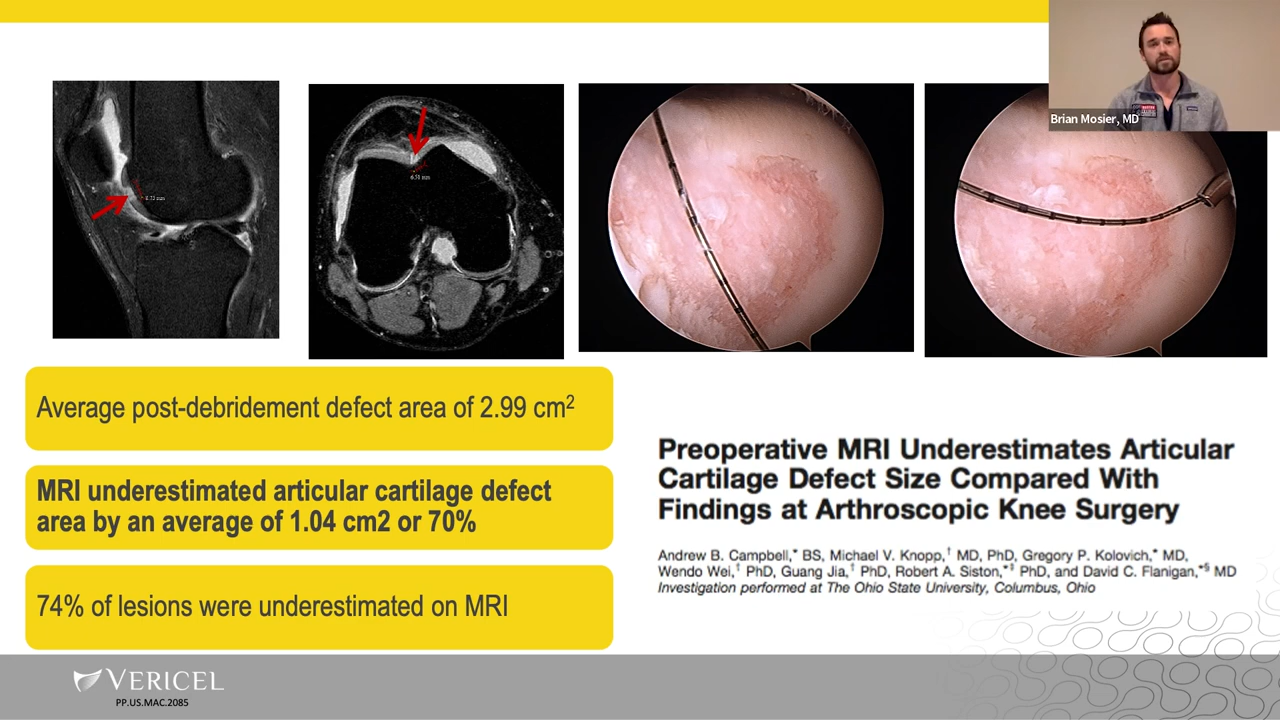 Brian Mosier, MD
6.51 mm
Average post-debridement defect area of 2.99 cm²
MRI underestimated articular cartilage defect
area by an average of 1.04 cm2 or 70%
74% of lesions were underestimated on MRI
Preoperative MRI Underestimates Articular
Cartilage Defect Size Compared With
Findings at Arthroscopic Knee Surgery
Andrew B. Campbell,* BS, Michael V. Knopp,† MD, PhD, Gregory P. Kolovich,* MD,
Wendo Wei,† PhD, Guang Jia,† PhD, Robert A. Siston,*‡ PhD, and David C. Flanigan,*§ MD
Investigation performed at The Ohio State University, Columbus, Ohio
VERICEL
PP.US.MAC.2085